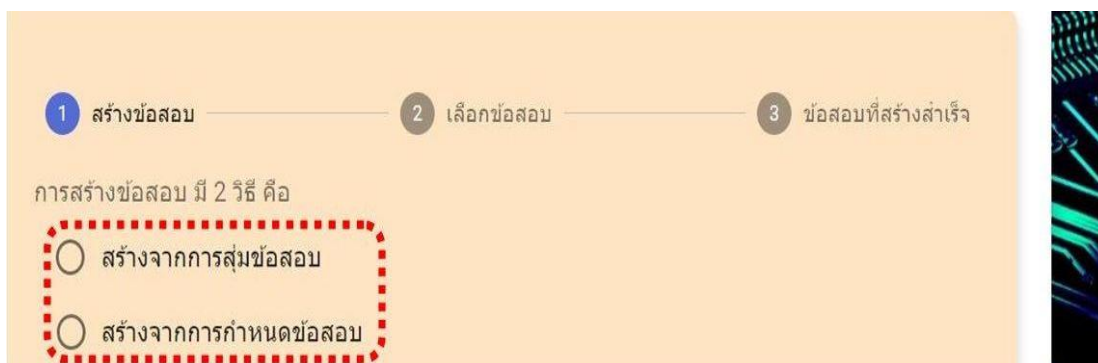 1 สร้างข้อสอบ 2 เลือกข้อสอบ 3 ข้อสอบที่สร้างสำเร็จ
การสร้างข้อสอบ มี 2 วิธี คือ
สร้างจากการสุ่มข้อสอบ
สร้างจากการกำหนดข้อสอบ